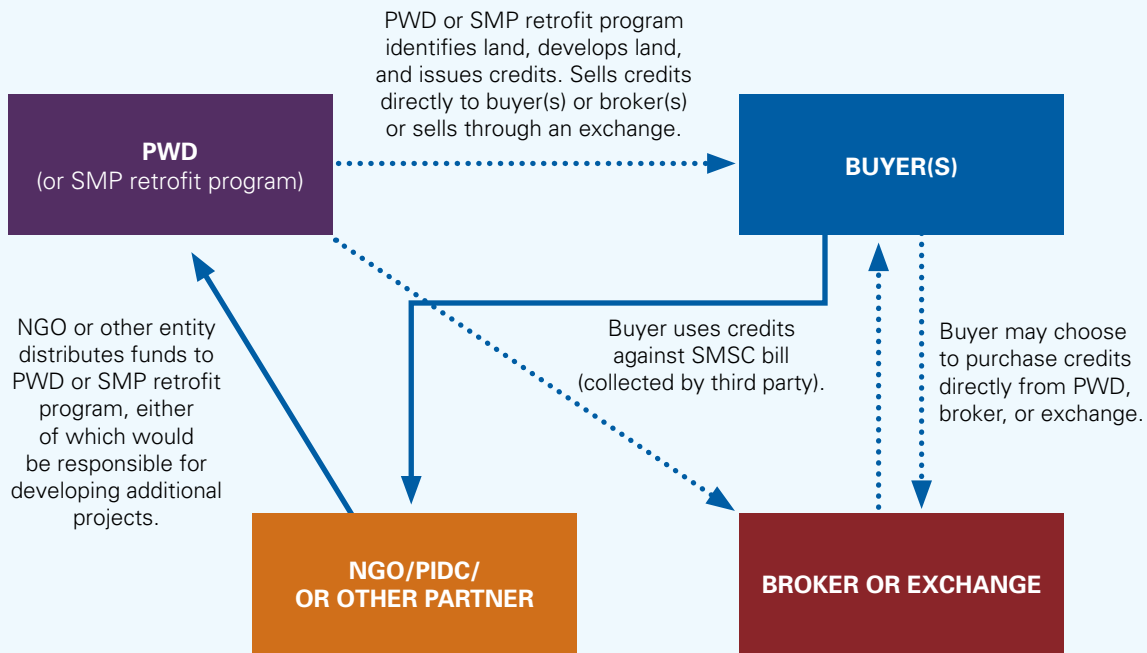 PWD or SMP retrofit program
identifies land, develops land,
and issues credits. Sells credits
directly to buyer(s) or broker(s)
or sells through an exchange.
PWD
(or SMP retrofit program)
BUYER(S)
NGO or other entity
distributes funds to
PWD or SMP retrofit
program, either
of which would
be responsible for
developing additional
projects.
Buyer uses credits
against SMSC bill
(collected by third party).
Buyer may choose
to purchase credits
directly from PWD,
broker, or exchange.
NGO/PIDC/
OR OTHER PARTNER
BROKER OR EXCHANGE